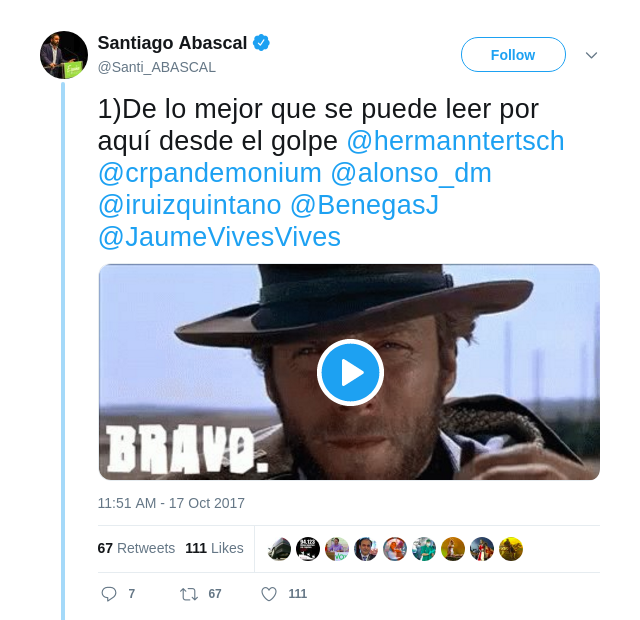 Santiago Abascal
@Santi_ABASCAL
Follow
1)De lo mejor que se puede leer por
aquí desde el golpe @hermanntertsch
@crpandemonium @alonso_dm
@iruizquintano @BenegasJ
@JaumeVivesVives
BRAVO.
11:51 AM - 17 Oct 2017
67 Retweets 111 Likes
7 67 111